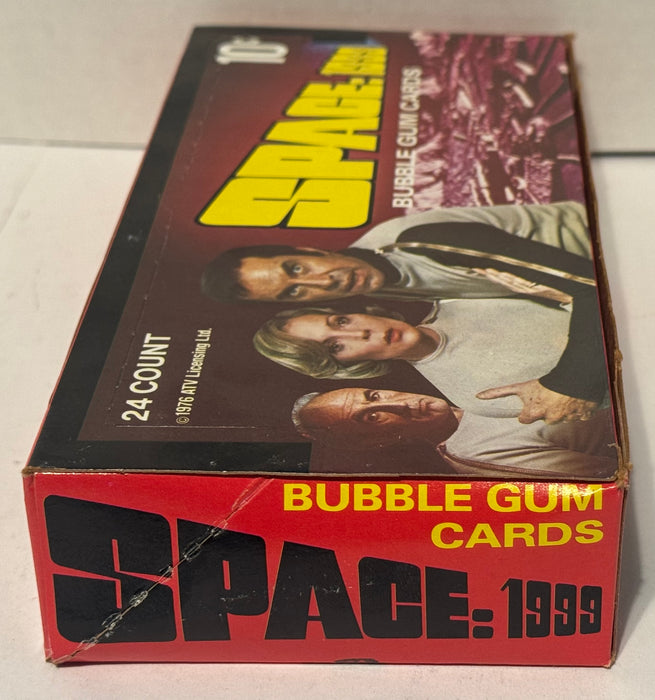 10¢
SPACE: 1999
BUBBLE GUM CARDS
24 COUNT
©1976 ATV Licensing Ltd.
BUBBLE GUM
CARDS
SPACE: 1999